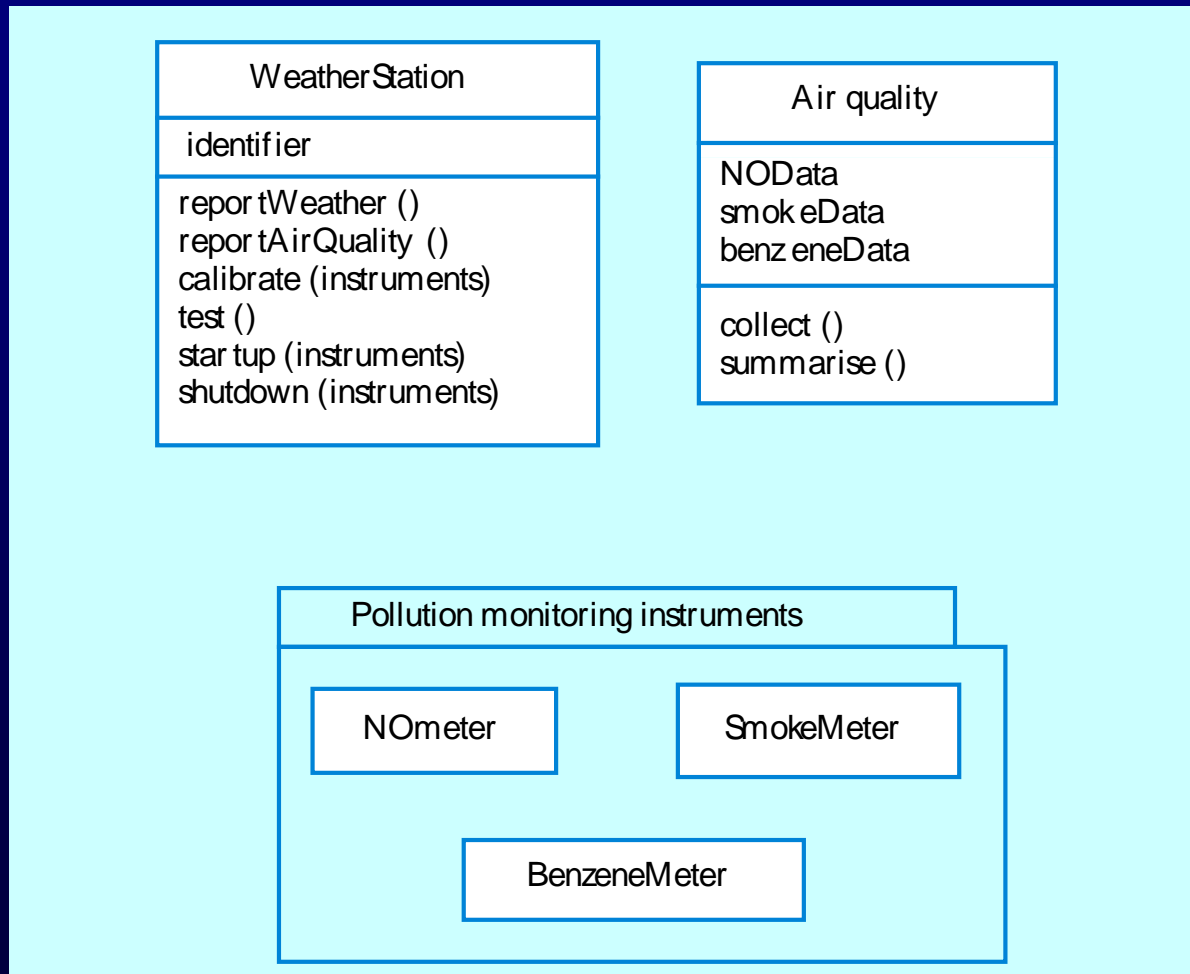 WeatherStation
identifier
reportWeather ()
reportAirQuality ()
calibrate (instruments)
test ()
startup (instruments)
shutdown (instruments)
Air quality
NOData
smokeData
benzeneData
collect ()
summarise ()
Pollution monitoring instruments
NOmeter
SmokeMeter
BenzeneMeter